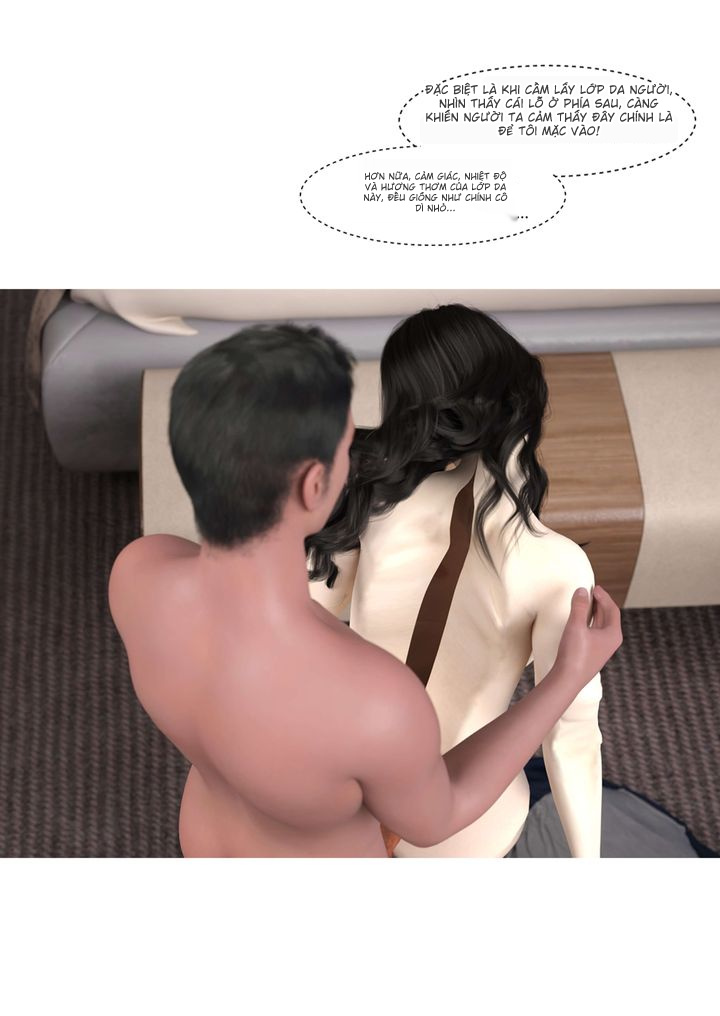 ĐẶC BIỆT LÀ KHI CẦM LẤY LỚP DA NGƯỜI,
NHÌN THẤY CÁI LỖ Ở PHÍA SAU, CÀNG
KHIẾN NGƯỜI TA CẢM THẤY ĐÂY CHÍNH LÀ
ĐỂ TÔI MẶC VÀO!
HƠN NỮA, CẢM GIÁC, NHIỆT ĐỘ
VÀ HƯƠNG THƠM CỦA LỚP DA
NÀY, ĐỀU GIỐNG NHƯ CHÍNH CÔ
DÌ NHỎ...
...